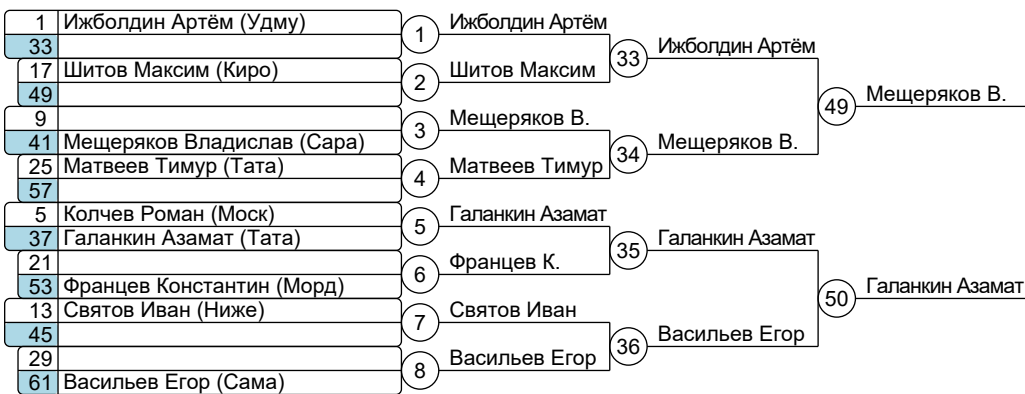 1 Ижболдин Артём (Удму)
33
17 Шитов Максим (Киро)
49
9
41 Мещеряков Владислав (Сара)
25 Матвеев Тимур (Тата)
57
5 Колчев Роман (Моск)
37 Галанкин Азамат (Тата)
21
53 Францев Константин (Морд)
13 Святов Иван (Ниже)
45
29
61 Васильев Егор (Сама)
1 Ижболдин Артём
2 Шитов Максим
3 Мещеряков В.
4 Матвеев Тимур
5 Галанкин Азамат
6 Францев К.
7 Святов Иван
8 Васильев Егор
33 Ижболдин Артём
34 Мещеряков В.
35 Галанкин Азамат
36 Васильев Егор
49 Мещеряков В.
50 Галанкин Азамат